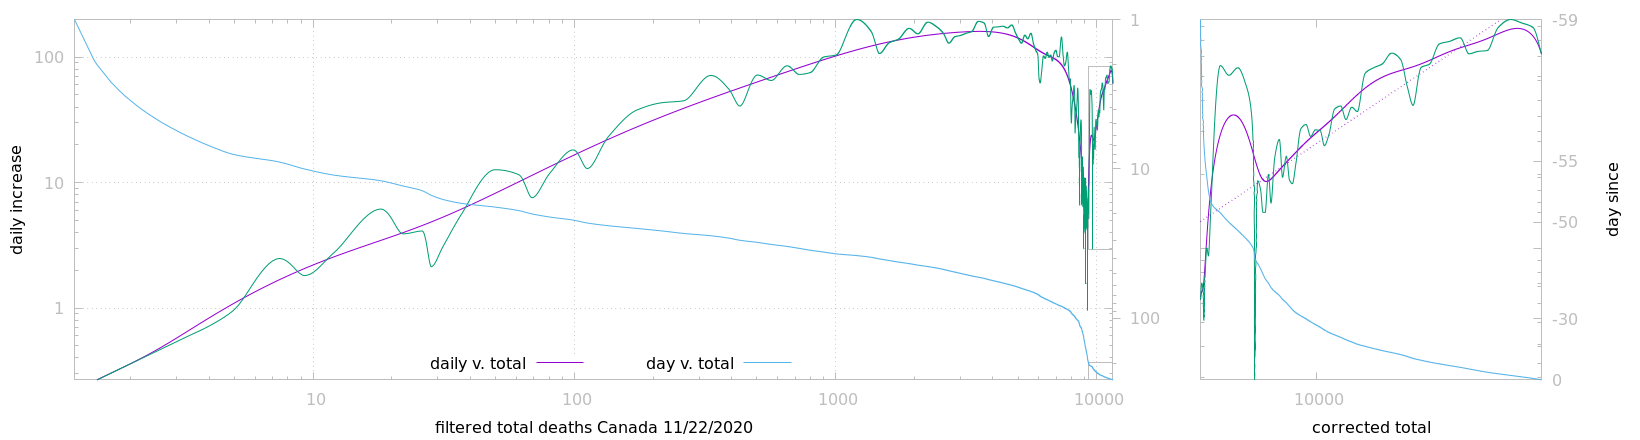 daily increase
100
10
1
daily v. total
day v. total
10
100
1000
10000
filtered total deaths Canada 11/22/2020
1
10
100
-59
-55
-50
-30
0
day since
10000
corrected total